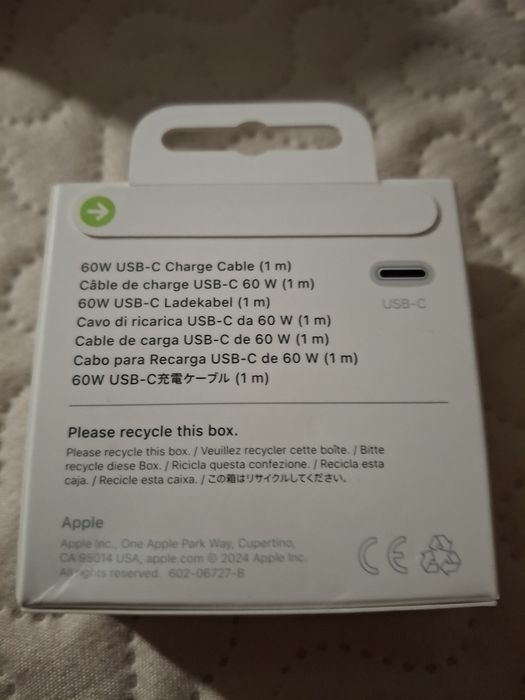 60W USB-C Charge Cable (1 m)
Câble de charge USB-C 60 W (1 m)
60W USB-C Ladekabel (1 m)
Cavo di ricarica USB-C da 60 W (1 m)
Cable de carga USB-C de 60 W (1 m)
Cabo para Recarga USB-C de 60 W (1 m)
60W USB-C充電ケーブル (1 m)
USB-C
Please recycle this box.
Please recycle this box. / Veuillez recycler cette boîte. / Bitte
recycle diese Box. / Ricicla questa confezione. / Recicla esta
caja. / Recicle esta caixa. / この箱はリサイクルしてください。
Apple
Apple Inc., One Apple Park Way, Cupertino,
CA 95014 USA, apple.com © 2024 Apple Inc.
All rights reserved. 602-06727-B
CE